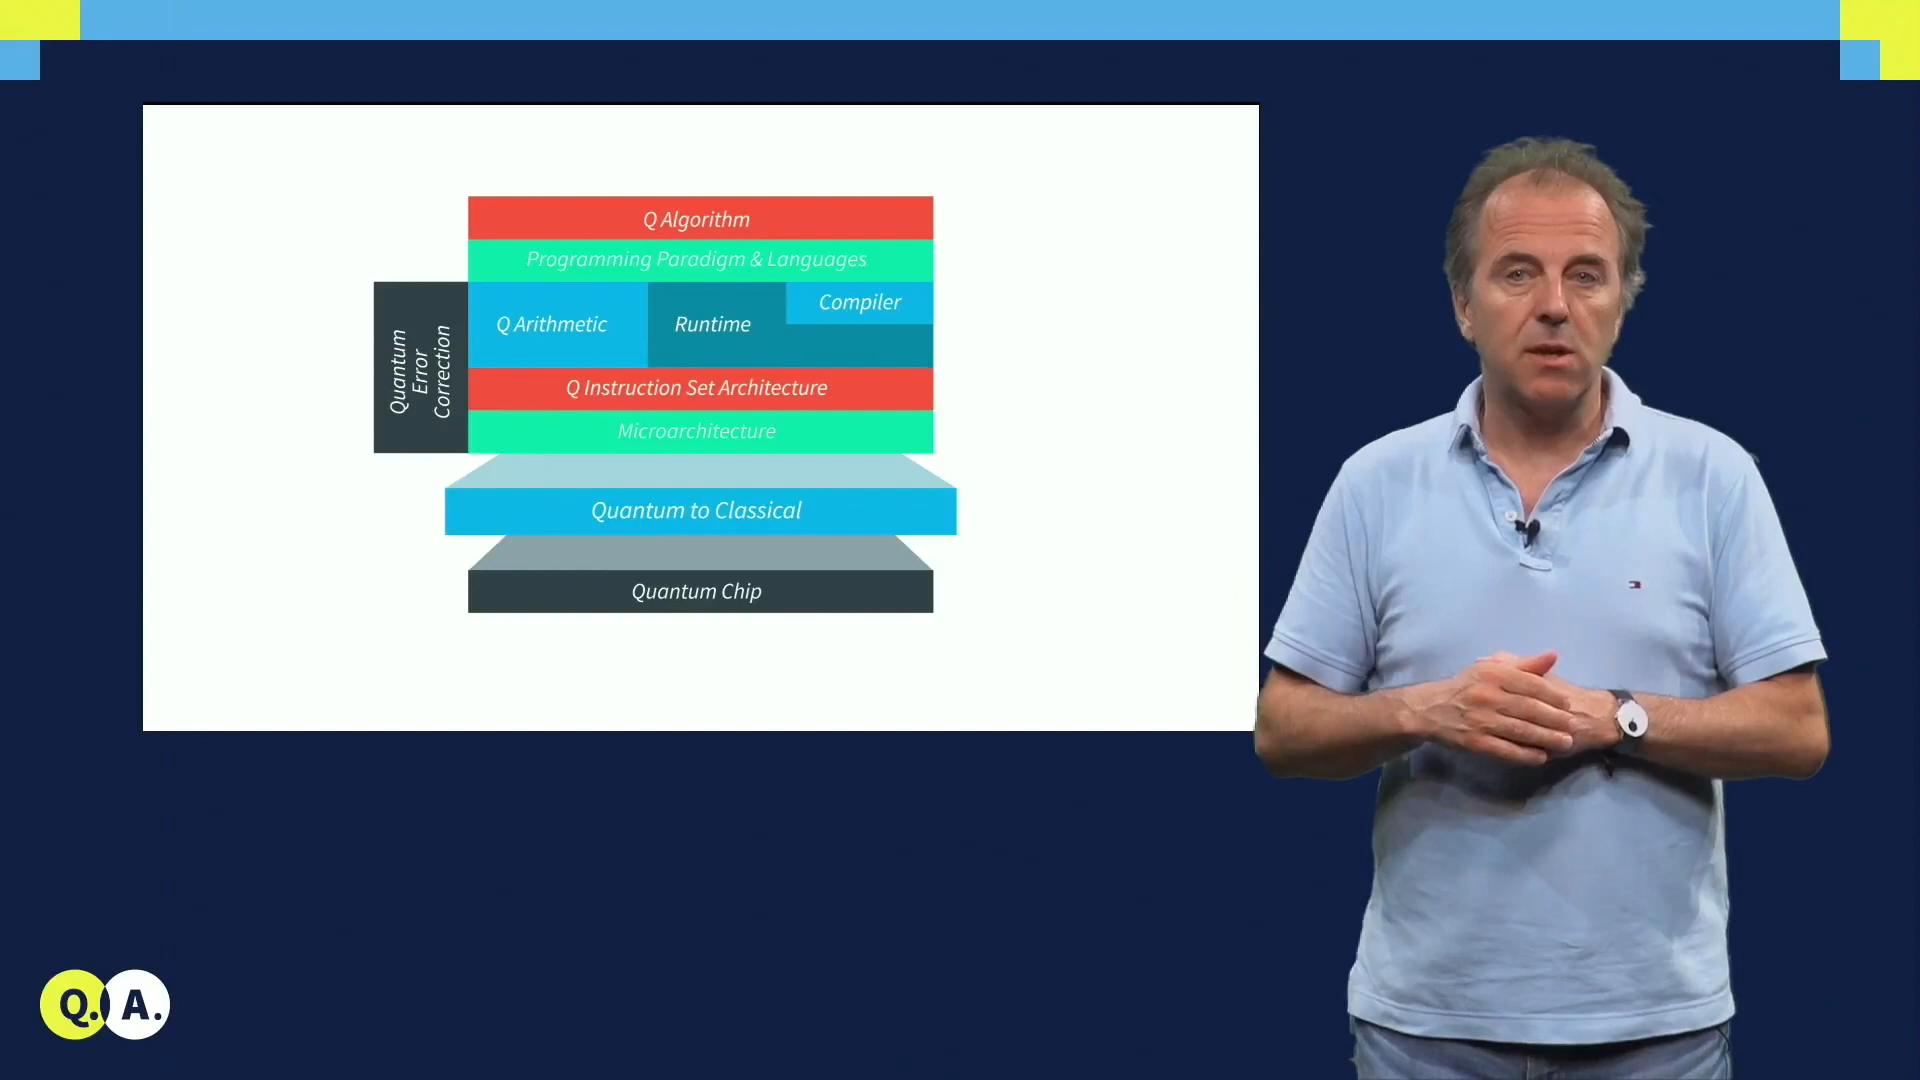 Q Algorithm
Programming Paradigm & Languages
Quantum
Error
Correction
Q Arithmetic
Runtime
Compiler
Q Instruction Set Architecture
Microarchitecture
Quantum to Classical
Quantum Chip
Q. A.